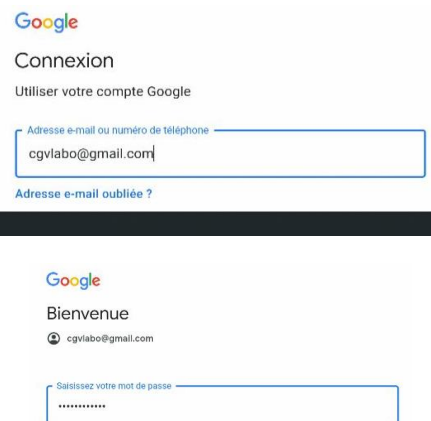 Google
Connexion
Utiliser votre compte Google
Adresse e-mail ou numéro de téléphone
cgvlabo@gmail.com
Adresse e-mail oubliée ?
Google
Bienvenue
cgvlabo@gmail.com
Saisissez votre mot de passe
••••••••••••